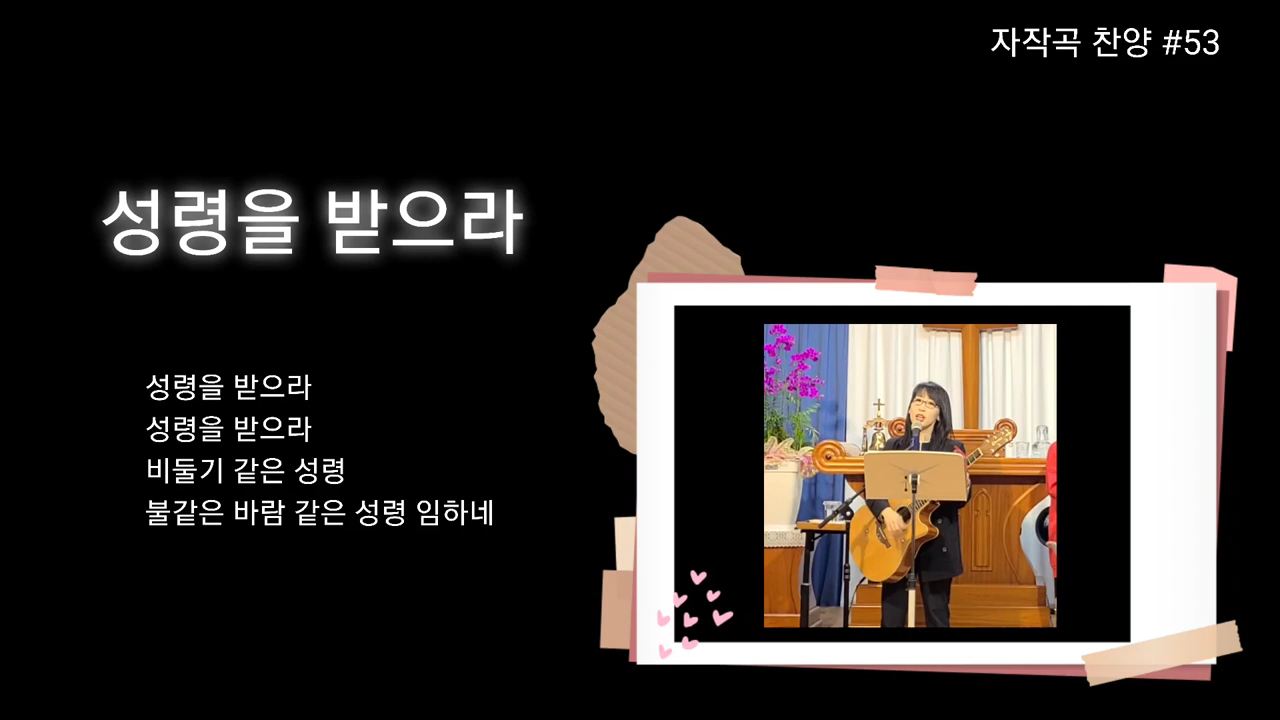 자작곡 찬양 #53
성령을 받으라
성령을 받으라
성령을 받으라
비둘기 같은 성령
불같은 바람 같은 성령 임하네